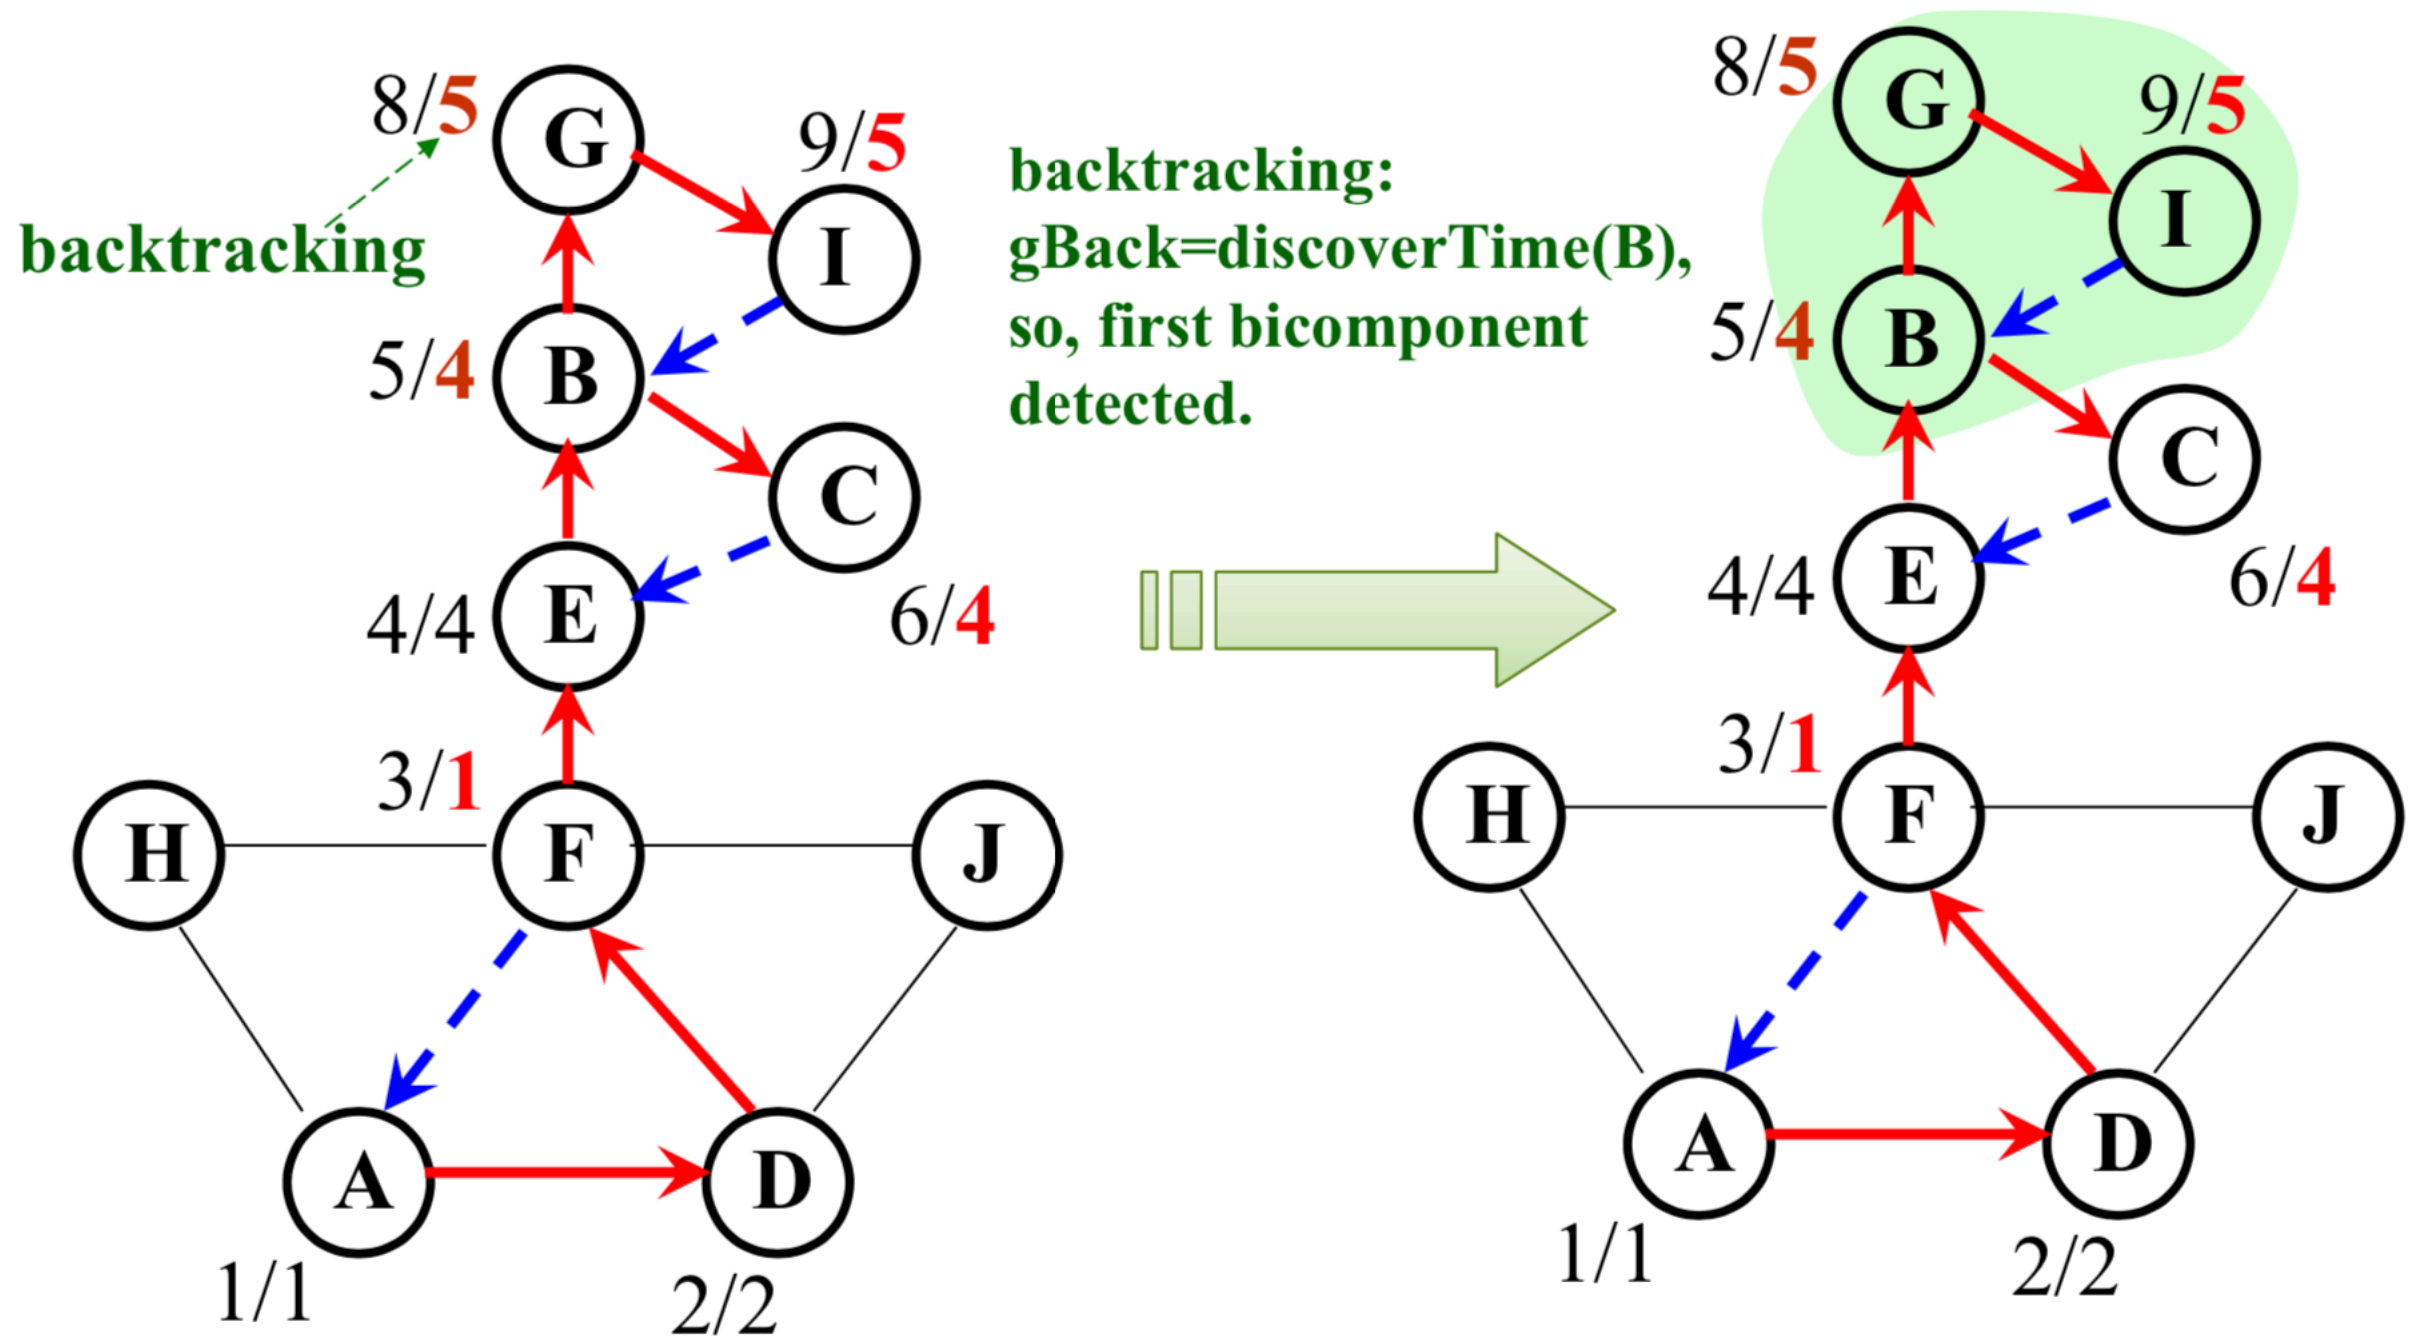 8/5
G
9/5
backtracking
I
5/4
B
C
4/4
E
6/4
3/1
H
F
J
A
D
1/1
2/2
backtracking:
gBack=discoverTime(B),
so, first bicomponent
detected.
8/5
G
9/5
I
5/4
B
C
4/4
E
6/4
3/1
H
F
J
A
D
1/1
2/2